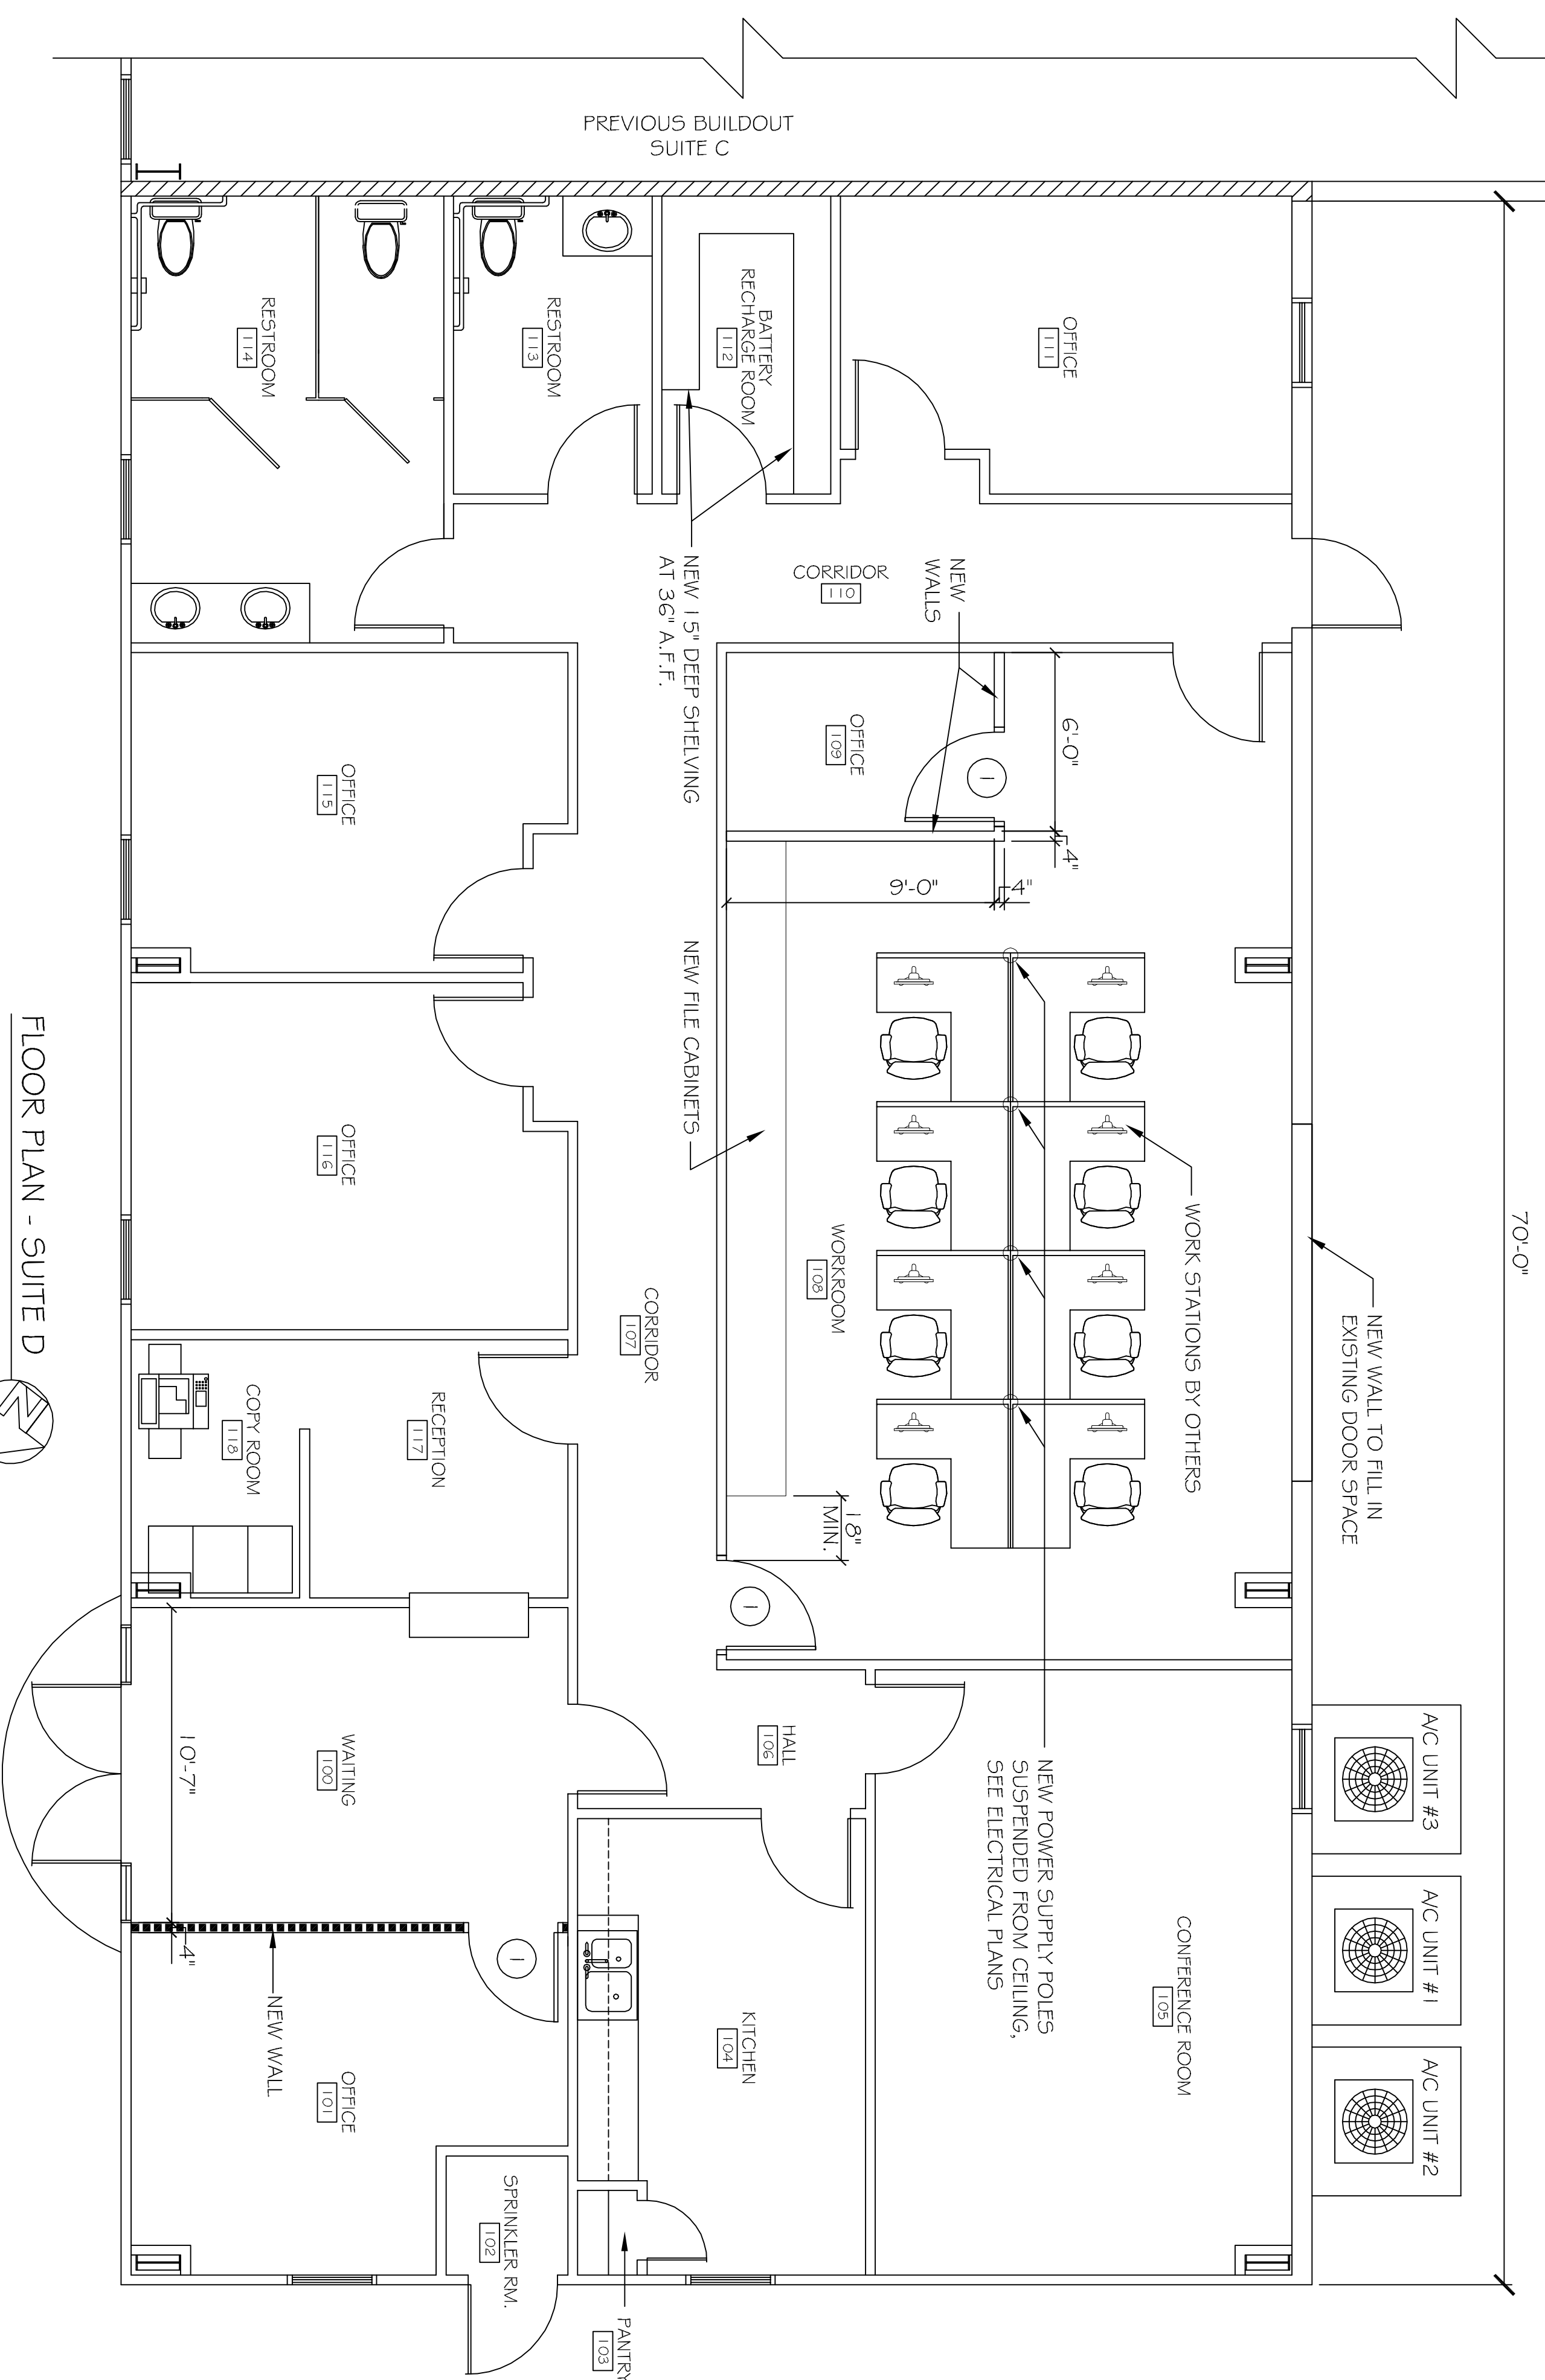 PREVIOUS BUILDOUT
SUITE C
70'-0"
OFFICE
111
BATTERY
RECHARGE ROOM
112
RESTROOM
113
RESTROOM
114
NEW
WALLS
CORRIDOR
110
NEW 15" DEEP SHELVING
AT 36" A.F.F.
6'-0"
4"
OFFICE
109
1
9'-0"
4"
OFFICE
115
NEW FILE CABINETS
OFFICE
116
WORKROOM
108
WORK STATIONS BY OTHERS
NEW WALL TO FILL IN
EXISTING DOOR SPACE
CORRIDOR
107
18"
MIN.
1
RECEPTION
117
COPY ROOM
118
A/C UNIT #3
A/C UNIT #1
A/C UNIT #2
NEW POWER SUPPLY POLES
SUSPENDED FROM CEILING,
SEE ELECTRICAL PLANS
HALL
106
WAITING
100
10'-7"
4"
1
NEW WALL
CONFERENCE ROOM
105
KITCHEN
104
OFFICE
101
SPRINKLER RM.
102
PANTRY
103
FLOOR PLAN - SUITE D
N